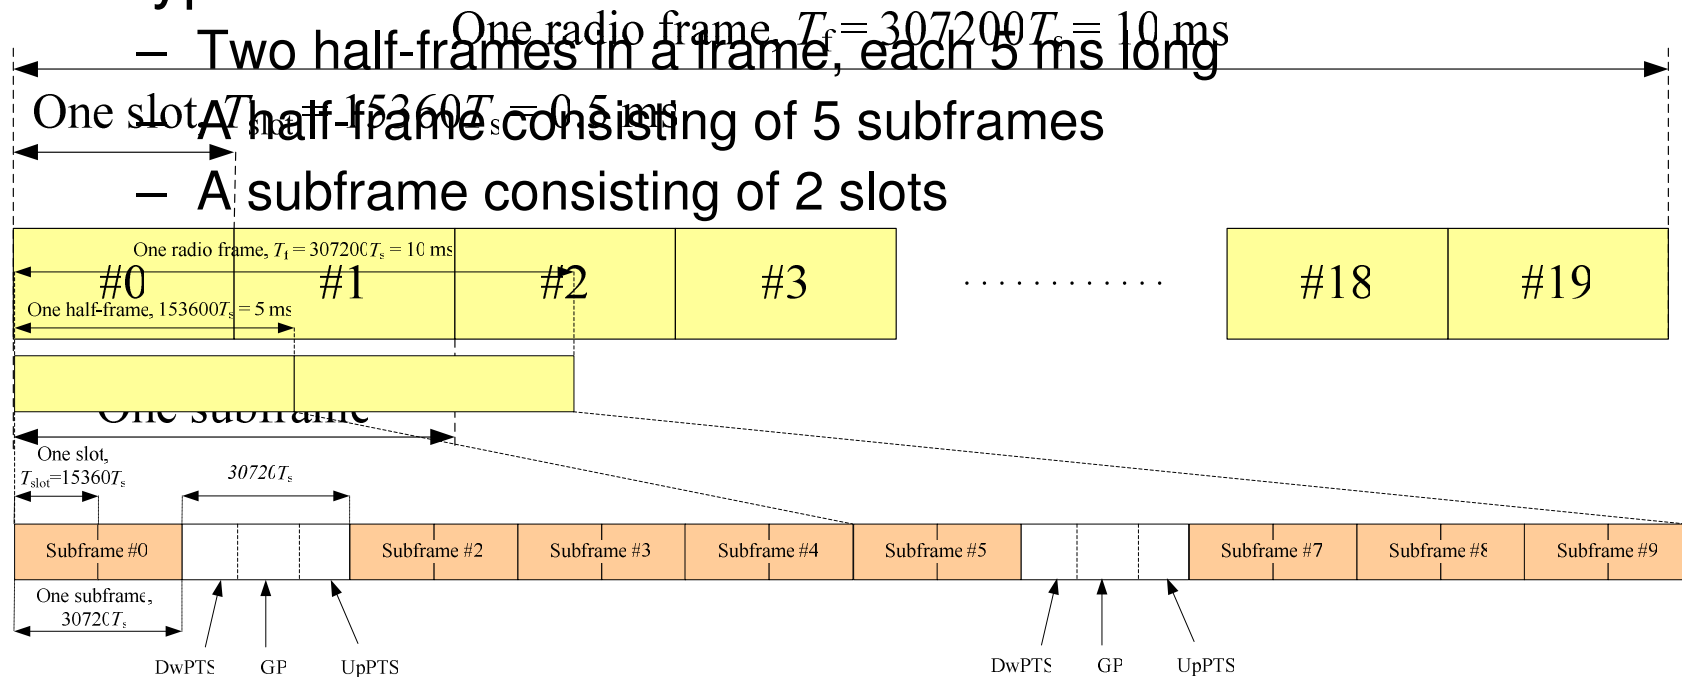 One radio frame, Tf = 307200Ts = 10 ms
– Two half-frames in a frame, each 5 ms long
One slot, Tslot = 15360Ts = 0.5 ms
– A half-frame consisting of 5 subframes
– A subframe consisting of 2 slots
One radio frame, Tf = 307200Ts = 10 ms
#0 #1 #2 #3 ............ #18 #19
One half-frame, 153600Ts = 5 ms
One subframe
One slot,
Tslot=15360Ts
30720Ts
Subframe #0 Subframe #2 Subframe #3 Subframe #4 Subframe #5 Subframe #7 Subframe #8 Subframe #9
One subframe,
30720Ts
DwPTS GP UpPTS DwPTS GP UpPTS